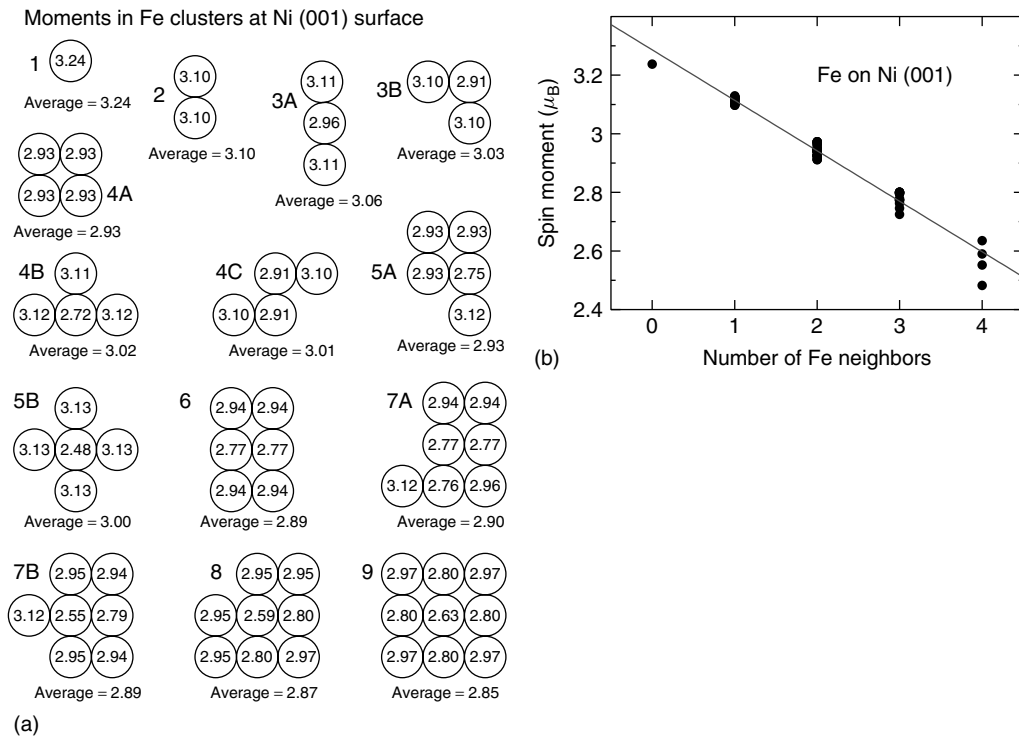 Moments in Fe clusters at Ni (001) surface
1
3.24
Average = 3.24
2
3.10
3.10
Average = 3.10
3A
3.11
2.96
3.11
Average = 3.06
3B
3.10 2.91
3.10
Average = 3.03
2.93 2.93
2.93 2.93 4A
Average = 2.93
4B
3.11
3.12 2.72 3.12
Average = 3.02
4C
2.91 3.10
3.10 2.91
Average = 3.01
5A
2.93 2.93
2.93 2.75
3.12
Average = 2.93
5B
3.13
3.13 2.48 3.13
3.13
Average = 3.00
6
2.94 2.94
2.77 2.77
2.94 2.94
Average = 2.89
7A
2.94 2.94
2.77 2.77
3.12 2.76 2.96
Average = 2.90
7B
2.95 2.94
3.12 2.55 2.79
2.95 2.94
Average = 2.89
8
2.95 2.95
2.95 2.59 2.80
2.95 2.80 2.97
Average = 2.87
9
2.97 2.80 2.97
2.80 2.63 2.80
2.97 2.80 2.97
Average = 2.85
(a)
Fe on Ni (001)
Spin moment (μB)
3.4
3.2
3
2.8
2.6
2.4
0 1 2 3 4
Number of Fe neighbors
(b)